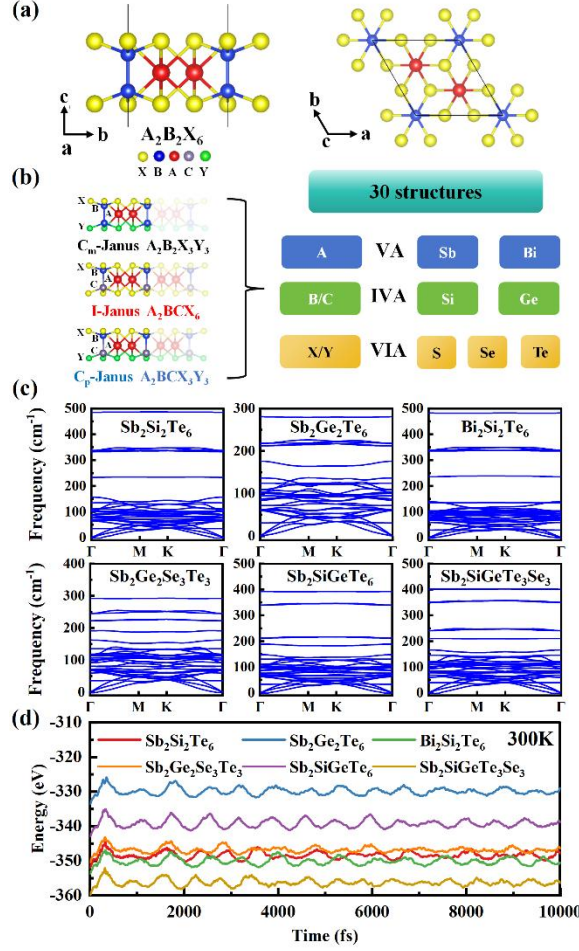 (a)
c
b
a
A₂B₂X₆
X B A C Y
b
c
a
(b)
X
B
A
Y
Cₘ-Janus A₂B₂X₃Y₃
X
B
A
C
I-Janus A₂BCX₆
X
B
A
C
Y
Cₚ-Janus A₂BCX₃Y₃
30 structures
A VA Sb Bi
B/C IVA Si Ge
X/Y VIA S Se Te
(c)
Frequency (cm⁻¹)
500
400
300
200
100
0
Sb₂Si₂Te₆
Γ M K Γ
300
200
100
0
Sb₂Ge₂Te₆
Γ M K Γ
500
400
300
200
100
0
Bi₂Si₂Te₆
Γ M K Γ
Frequency (cm⁻¹)
400
300
200
100
0
Sb₂Ge₂Se₃Te₃
Γ M K Γ
500
400
300
200
100
0
Sb₂SiGeTe₆
Γ M K Γ
500
400
300
200
100
0
Sb₂SiGeTe₃Se₃
Γ M K Γ
(d)
Energy (eV)
-310
-320
-330
-340
-350
-360
Sb₂Si₂Te₆ Sb₂Ge₂Te₆ Bi₂Si₂Te₆ 300K
Sb₂Ge₂Se₃Te₃ Sb₂SiGeTe₆ Sb₂SiGeTe₃Se₃
0 2000 4000 6000 8000 10000
Time (fs)